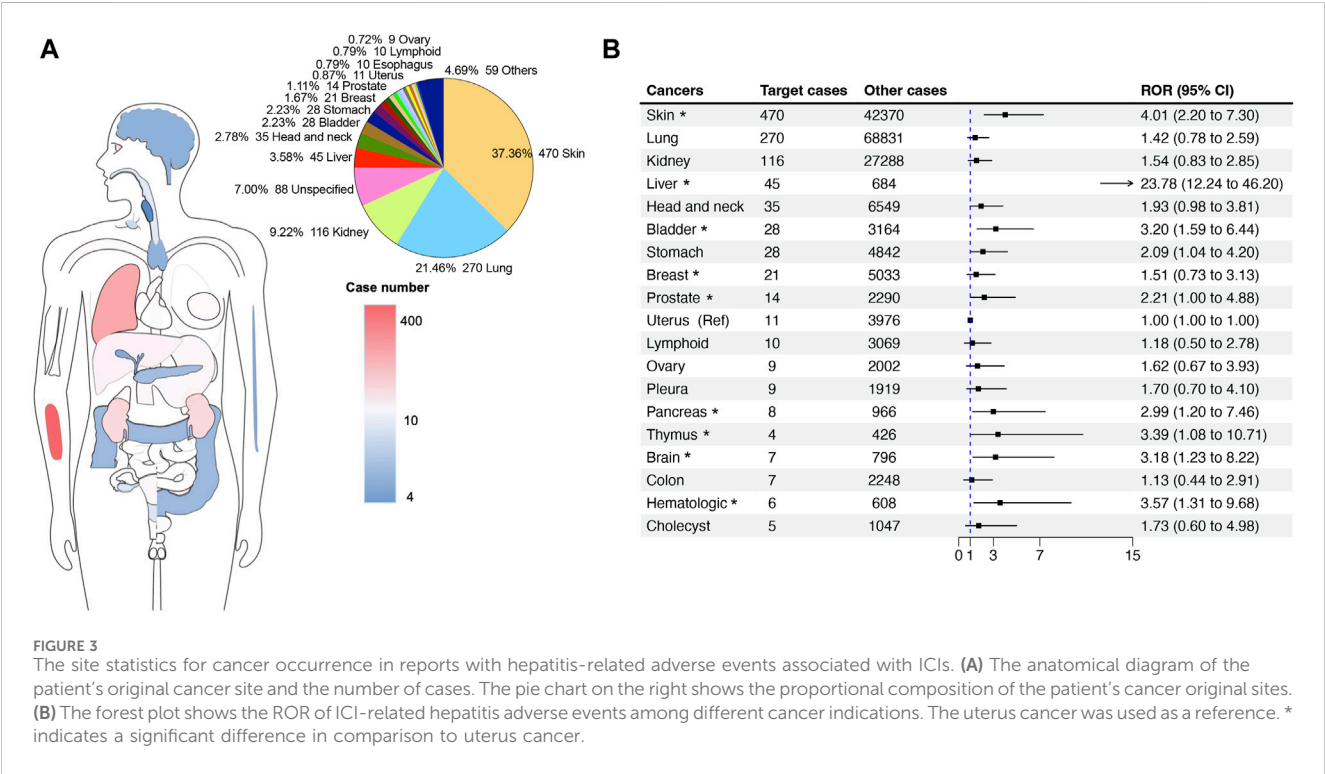 A
0.72% 9 Ovary
0.79% 10 Lymphoid
0.79% 10 Esophagus
0.87% 11 Uterus
1.11% 14 Prostate
1.67% 21 Breast
2.23% 28 Stomach
2.23% 28 Bladder
2.78% 35 Head and neck
3.58% 45 Liver
7.00% 88 Unspecified
9.22% 116 Kidney
21.46% 270 Lung
37.36% 470 Skin
4.69% 59 Others
Case number
400
10
4
B
Cancers Target cases Other cases ROR (95% CI)
Skin * 470 42370 4.01 (2.20 to 7.30)
Lung 270 68831 1.42 (0.78 to 2.59)
Kidney 116 27288 1.54 (0.83 to 2.85)
Liver * 45 684 23.78 (12.24 to 46.20)
Head and neck 35 6549 1.93 (0.98 to 3.81)
Bladder * 28 3164 3.20 (1.59 to 6.44)
Stomach 28 4842 2.09 (1.04 to 4.20)
Breast * 21 5033 1.51 (0.73 to 3.13)
Prostate * 14 2290 2.21 (1.00 to 4.88)
Uterus (Ref) 11 3976 1.00 (1.00 to 1.00)
Lymphoid 10 3069 1.18 (0.50 to 2.78)
Ovary 9 2002 1.62 (0.67 to 3.93)
Pleura 9 1919 1.70 (0.70 to 4.10)
Pancreas * 8 966 2.99 (1.20 to 7.46)
Thymus * 4 426 3.39 (1.08 to 10.71)
Brain * 7 796 3.18 (1.23 to 8.22)
Colon 7 2248 1.13 (0.44 to 2.91)
Hematologic * 6 608 3.57 (1.31 to 9.68)
Cholecyst 5 1047 1.73 (0.60 to 4.98)
0 1 3 7 15
FIGURE 3
The site statistics for cancer occurrence in reports with hepatitis-related adverse events associated with ICIs. (A) The anatomical diagram of the
patient's original cancer site and the number of cases. The pie chart on the right shows the proportional composition of the patient's cancer original sites.
(B) The forest plot shows the ROR of ICI-related hepatitis adverse events among different cancer indications. The uterus cancer was used as a reference. *
indicates a significant difference in comparison to uterus cancer.